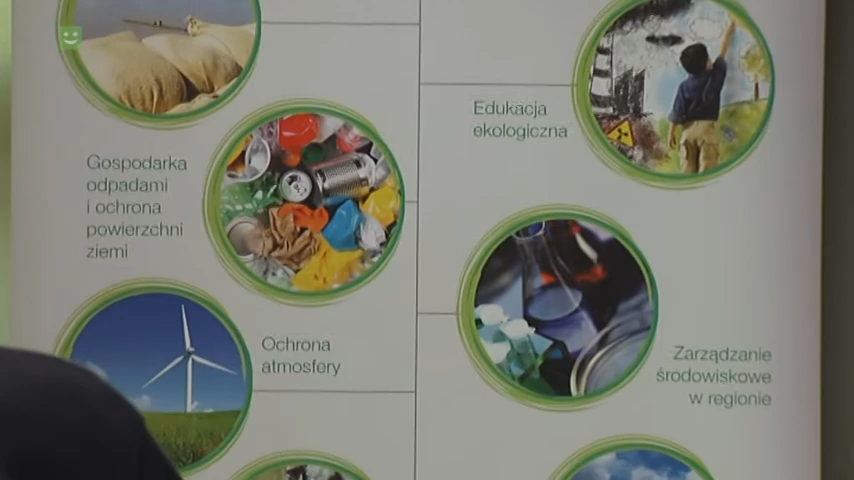 Edukacja
ekologiczna
Gospodarka
odpadami
i ochrona
powierzchni
ziemi
Ochrona
atmosfery
Zarządzanie
środowiskowe
w regionie